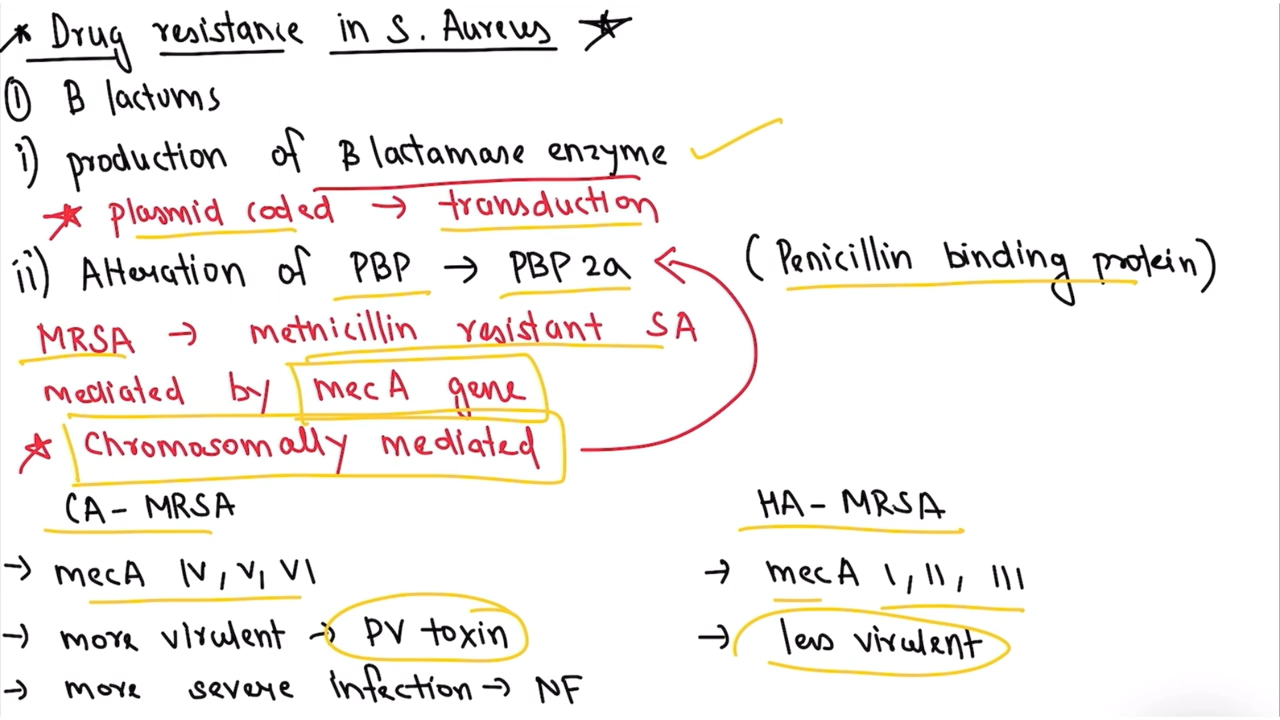 * Drug resistance in S. Aureus *
① B lactums
i) production of B lactamase enzyme ✓
* plasmid coded → transduction
ii) Alteration of PBP → PBP 2a (Penicillin binding protein)
MRSA → methicillin resistant SA
mediated by mecA gene
* Chromosomally mediated
CA - MRSA
→ mecA IV, V, VI
→ more virulent → PV toxin
→ more severe infection → NF
HA - MRSA
→ mecA I, II, III
→ less virulent